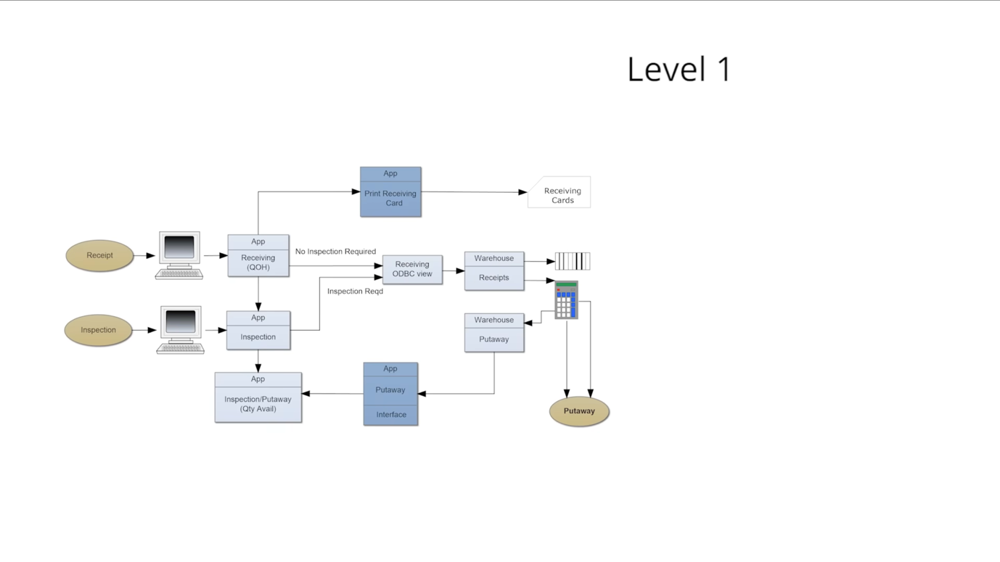 Level 1
App
Print Receiving
Card
Receiving
Cards
Receipt
App
Receiving
(QOH)
No Inspection Required
Inspection Reqd
Receiving
ODBC view
Warehouse
Receipts
Inspection
App
Inspection
Warehouse
Putaway
App
Inspection/Putaway
(Qty Avail)
App
Putaway
Interface
Putaway